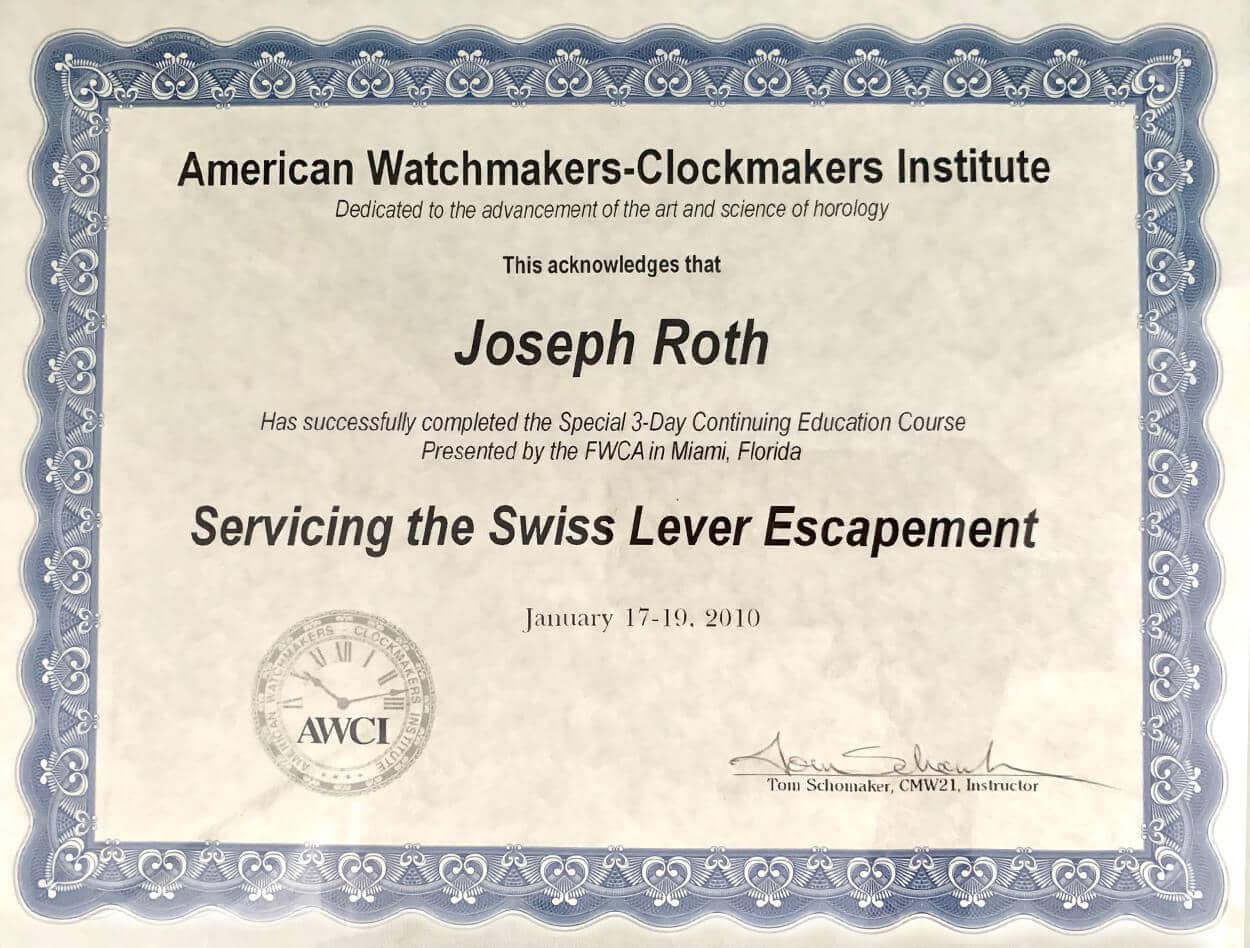 American Watchmakers-Clockmakers Institute
Dedicated to the advancement of the art and science of horology
This acknowledges that
Joseph Roth
Has successfully completed the Special 3-Day Continuing Education Course
Presented by the FWCA in Miami, Florida
Servicing the Swiss Lever Escapement
January 17-19, 2010
AMERICAN WATCHMAKERS CLOCKMAKERS INSTITUTE
AWCI
Tom Schomaker, CMW21, Instructor